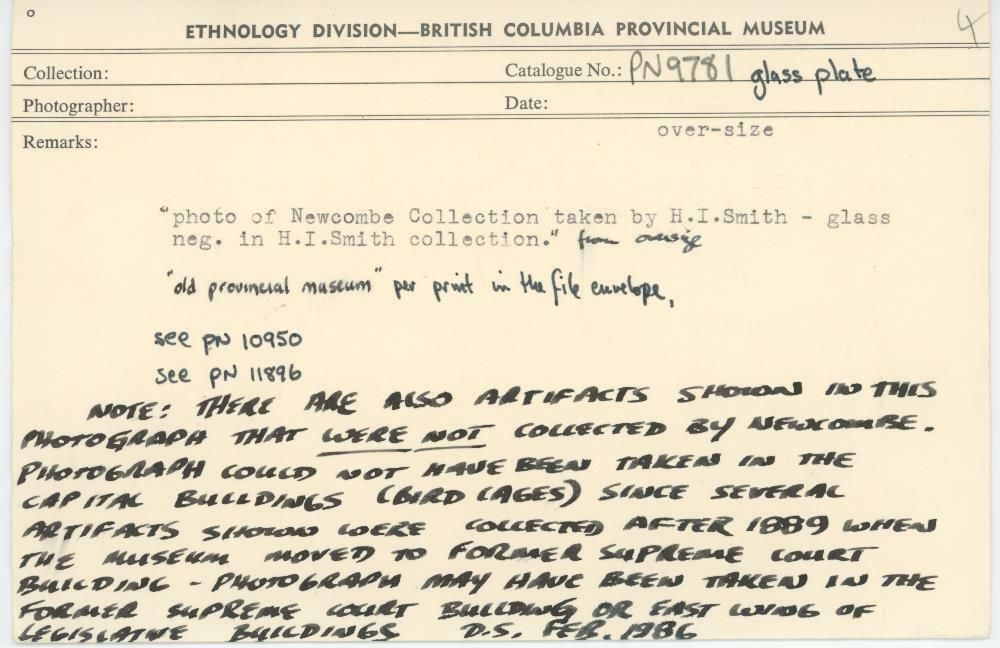 4
ETHNOLOGY DIVISION—BRITISH COLUMBIA PROVINCIAL MUSEUM
Collection: Catalogue No.: PN9781 glass plate
Photographer: Date:
over-size
Remarks:
"photo of Newcombe Collection taken by H.I.Smith - glass
neg. in H.I.Smith collection." from
"old provincial museum" per print in the file envelope,
see PN 10950
see PN 11896
NOTE: THERE ARE ALSO ARTIFACTS SHOWN IN THIS
PHOTOGRAPH THAT WERE NOT COLLECTED BY NEWCOMBE.
PHOTOGRAPH COULD NOT HAVE BEEN TAKEN IN THE
CAPITAL BUILDINGS (BIRD CAGES) SINCE SEVERAL
ARTIFACTS SHOWN WERE COLLECTED AFTER 1889 WHEN
THE MUSEUM MOVED TO FORMER SUPREME COURT
BUILDING - PHOTOGRAPH MAY HAVE BEEN TAKEN IN THE
FORMER SUPREME COURT BUILDING OR EAST WING OF
LEGISLATIVE BUILDINGS D.S. FEB. 1986